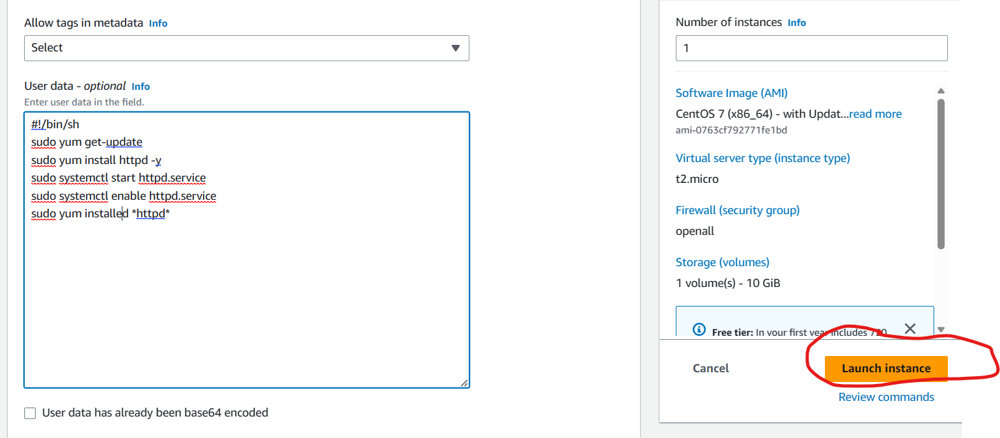 Allow tags in metadata Info
Select
User data - optional Info
Enter user data in the field.
#!/bin/sh
sudo yum get-update
sudo yum install httpd -y
sudo systemctl start httpd.service
sudo systemctl enable httpd.service
sudo yum installed *httpd*
User data has already been base64 encoded
Number of instances Info
1
Software Image (AMI)
CentOS 7 (x86_64) - with Updat...read more
ami-0763cf792771fe1bd
Virtual server type (instance type)
t2.micro
Firewall (security group)
openall
Storage (volumes)
1 volume(s) - 10 GiB
Free tier: In your first year includes 750
Cancel
Launch instance
Review commands